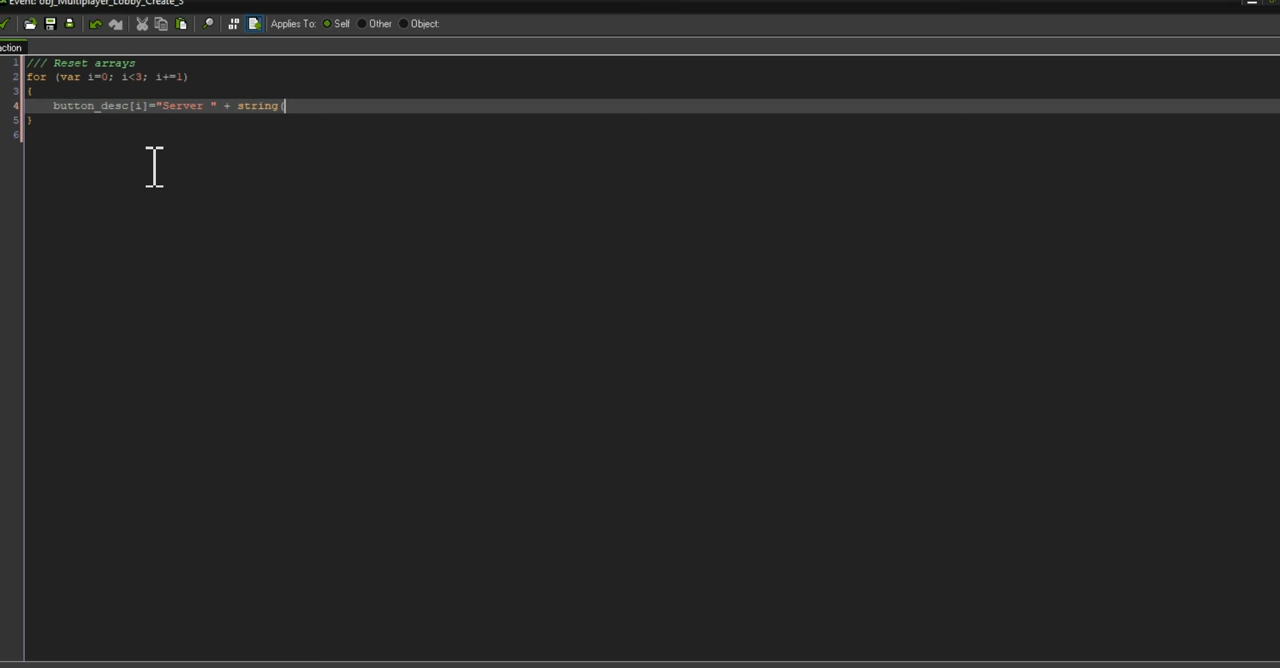 Event: obj_Multiplayer_Lobby_Create_3
Applies To: Self Other Object:
action
1 /// Reset arrays
2 for (var i=0; i<3; i+=1)
3 {
4 button_desc[i]="Server " + string(
5 }
6